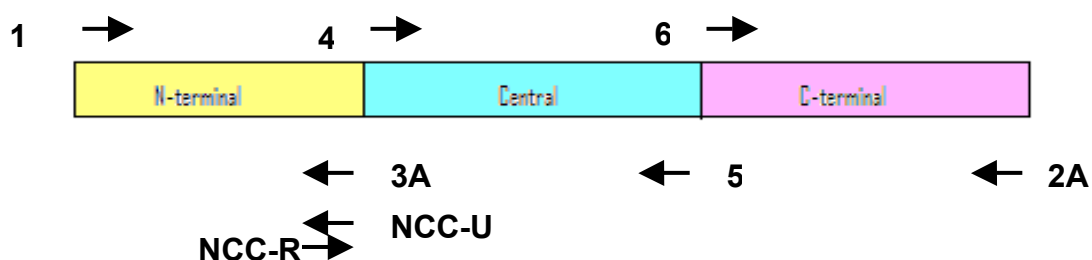 1 4 6
N-terminal Central C-terminal
3A 5 2A
NCC-U
NCC-R